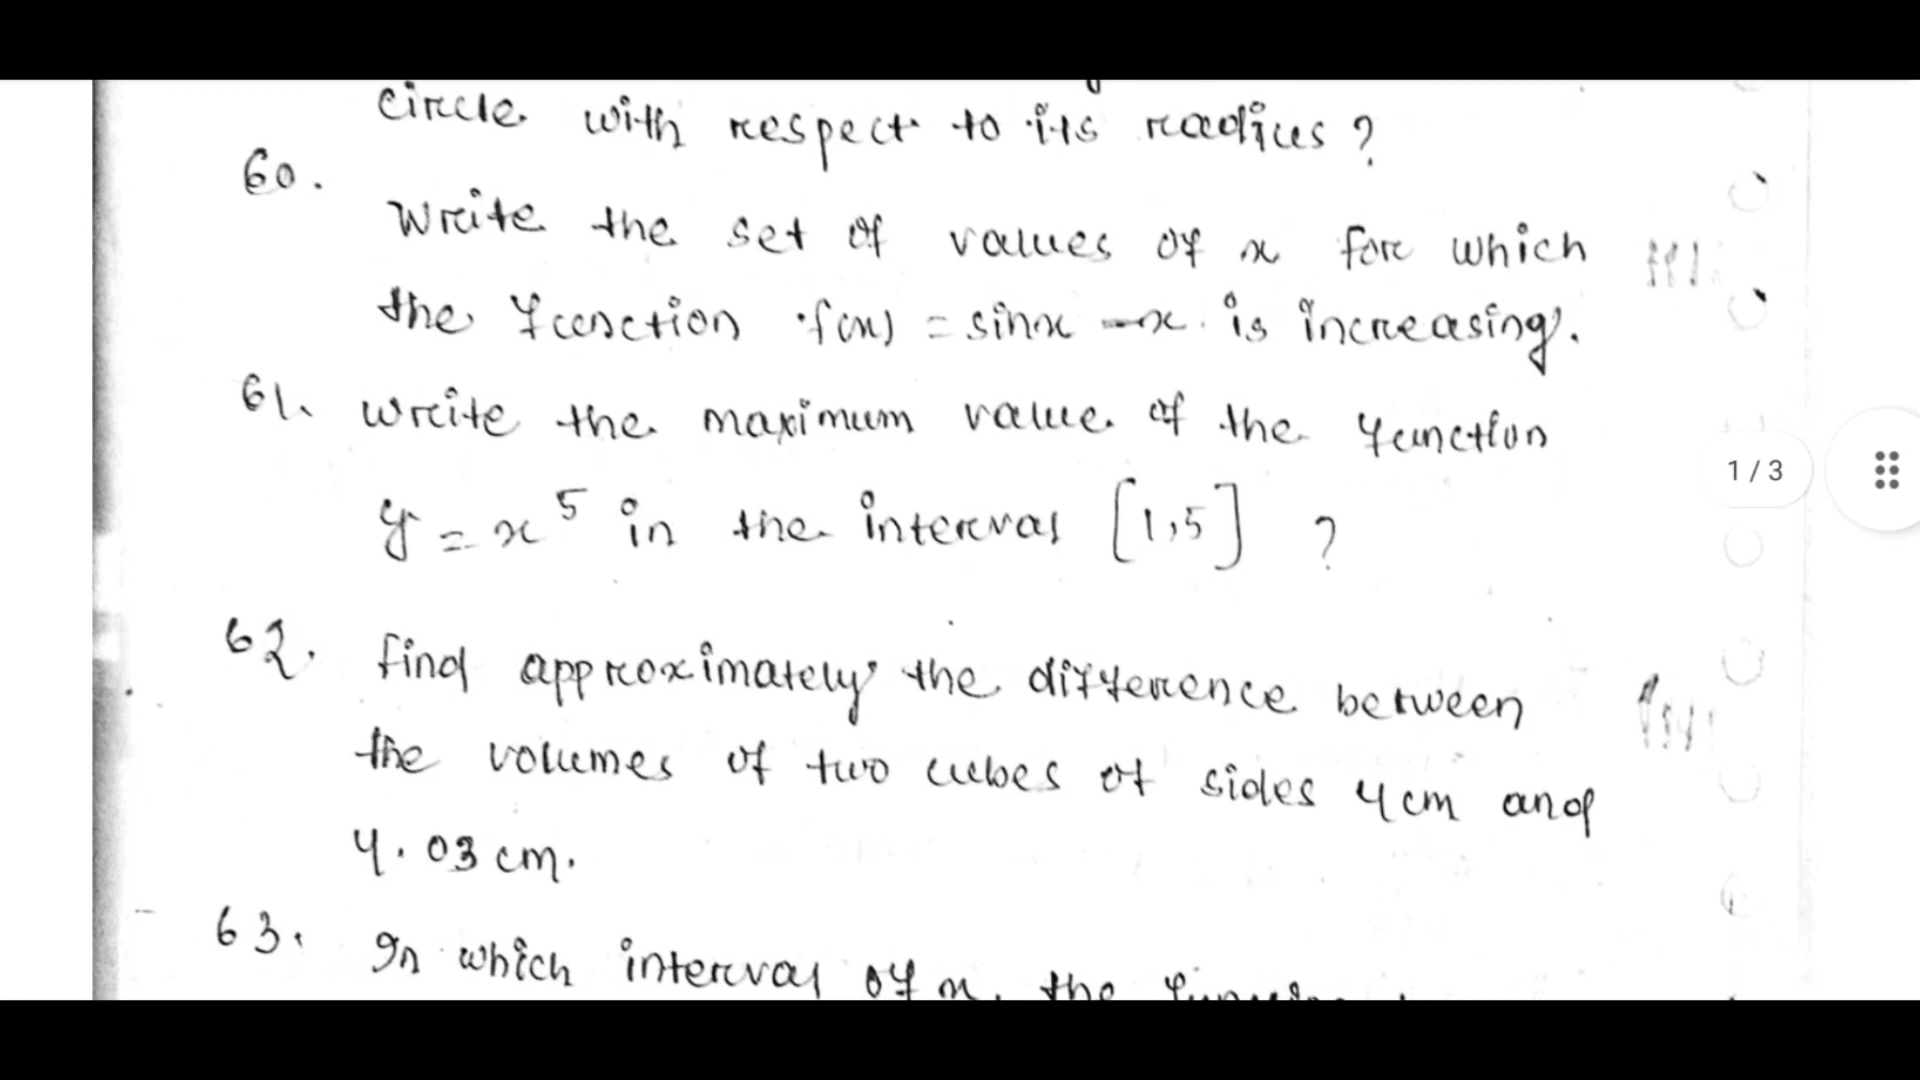 circle with respect to its radius?
60.
Write the set of values of x for which
the function f(x) = sinx - x is increasing.
61. Write the maximum value of the function
y = x^5 in the interval [1,5] ?
1 / 3
62. Find approximately the difference between
the volumes of two cubes of sides 4cm and
4.03 cm.
63. In which interval of x, the